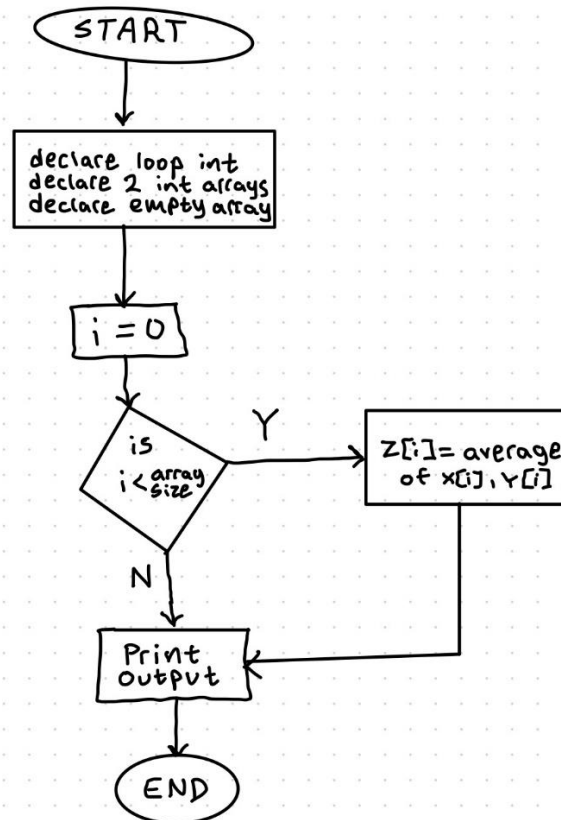 START
declare loop int
declare 2 int arrays
declare empty array
i = 0
is
i < array size
Y
Z[i] = average
of x[i], Y[i]
N
Print
output
END